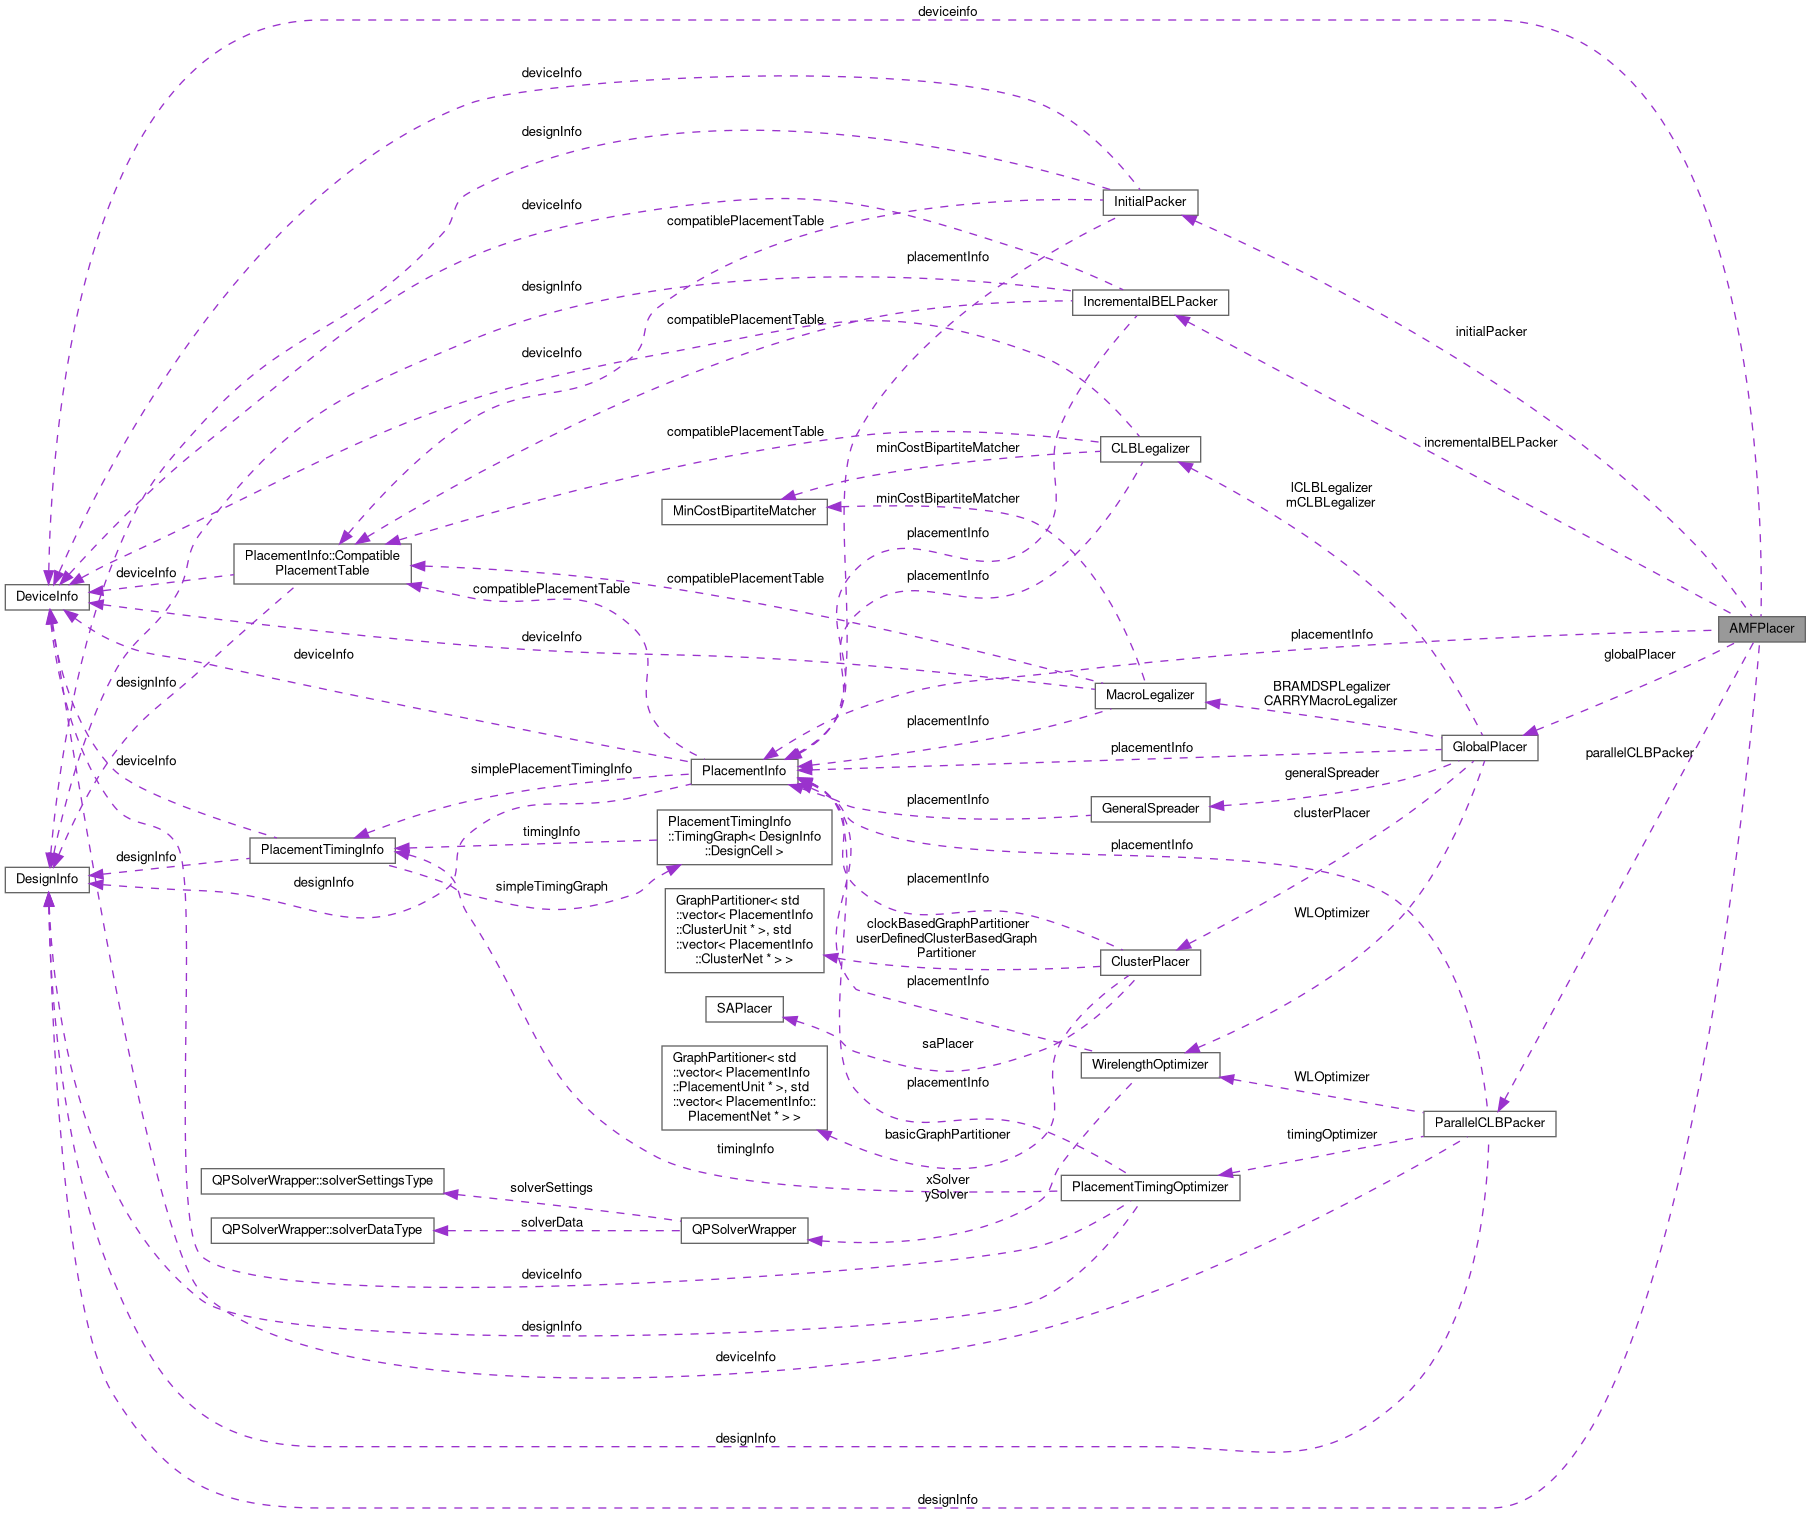 deviceinfo
deviceInfo
designInfo
InitialPacker
deviceInfo
compatiblePlacementTable
placementInfo
designInfo
IncrementalBELPacker
compatiblePlacementTable
initialPacker
deviceInfo
compatiblePlacementTable
incrementalBELPacker
minCostBipartiteMatcher
CLBLegalizer
lCLBLegalizer
mCLBLegalizer
minCostBipartiteMatcher
MinCostBipartiteMatcher
placementInfo
PlacementInfo::Compatible
PlacementTable
deviceInfo
placementInfo
compatiblePlacementTable
compatiblePlacementTable
DeviceInfo
AMFPlacer
deviceInfo
placementInfo
deviceInfo
globalPlacer
designInfo
BRAMDSPLegalizer
CARRYMacroLegalizer
MacroLegalizer
placementInfo
placementInfo
GlobalPlacer
parallelCLBPacker
deviceInfo
simplePlacementTimingInfo
PlacementInfo
generalSpreader
placementInfo
GeneralSpreader
clusterPlacer
PlacementTimingInfo
::TimingGraph< DesignInfo
::DesignCell >
timingInfo
PlacementTimingInfo
placementInfo
designInfo
DesignInfo
designInfo
simpleTimingGraph
placementInfo
GraphPartitioner< std
::vector< PlacementInfo
::ClusterUnit * >, std
::vector< PlacementInfo
::ClusterNet * > >
clockBasedGraphPartitioner
userDefinedClusterBasedGraph
Partitioner
WLOptimizer
ClusterPlacer
placementInfo
SAPlacer
saPlacer
GraphPartitioner< std
::vector< PlacementInfo
::PlacementUnit * >, std
::vector< PlacementInfo::
PlacementNet * > >
WirelengthOptimizer
WLOptimizer
placementInfo
ParallelCLBPacker
basicGraphPartitioner
timingOptimizer
timingInfo
QPSolverWrapper::solverSettingsType
solverSettings
xSolver
ySolver
PlacementTimingOptimizer
QPSolverWrapper::solverDataType
solverData
QPSolverWrapper
deviceInfo
designInfo
deviceInfo
designInfo
designInfo